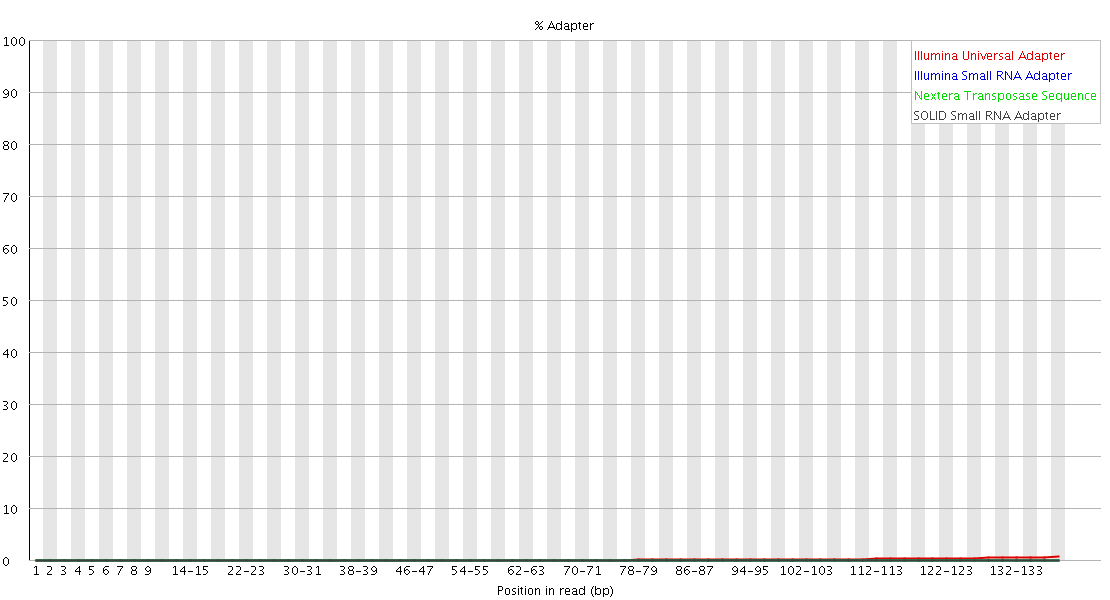 % Adapter
100
90
80
70
60
50
40
30
20
10
0
Illumina Universal Adapter
Illumina Small RNA Adapter
Nextera Transposase Sequence
SOLID Small RNA Adapter
1 2 3 4 5 6 7 8 9 14-15 22-23 30-31 38-39 46-47 54-55 62-63 70-71 78-79 86-87 94-95 102-103 112-113 122-123 132-133
Position in read (bp)